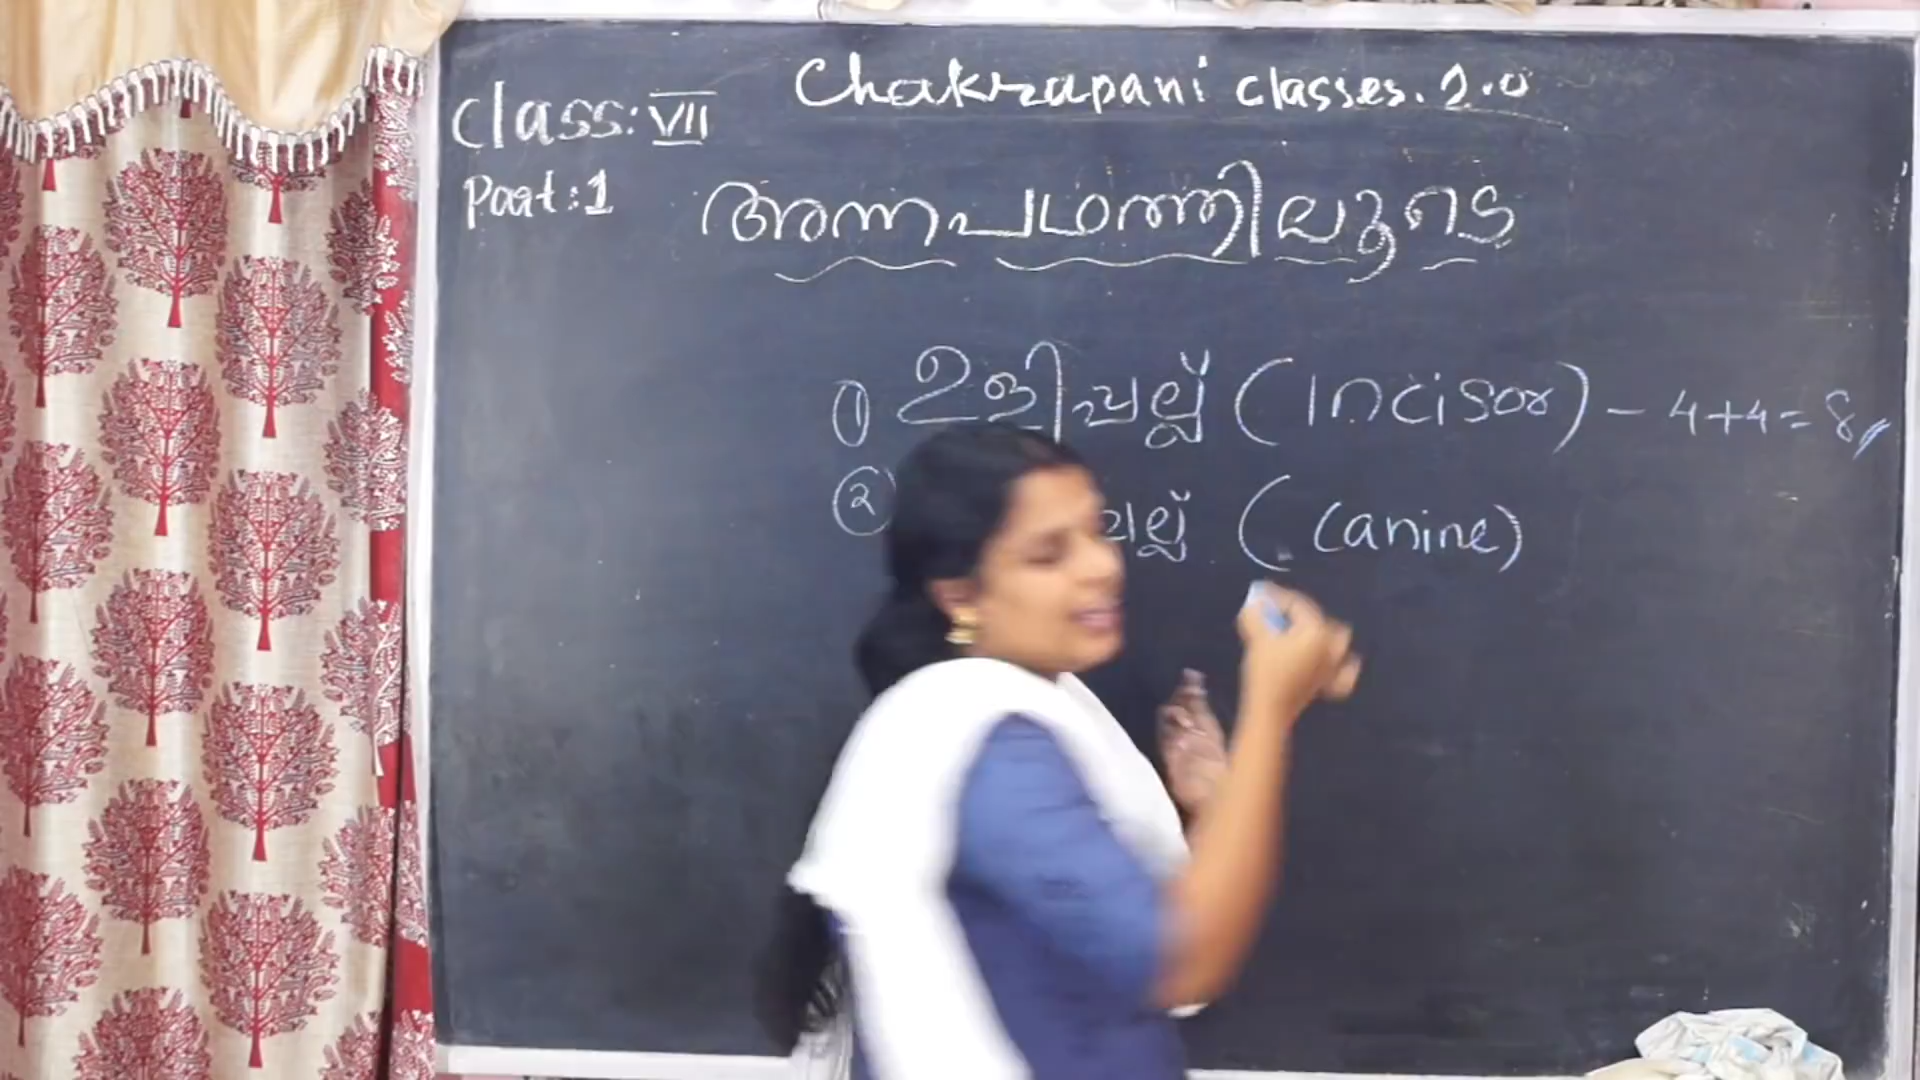 Chakrapani classes. 2.0
Class: VII
Part: 1
അന്നപഥത്തിലൂടെ
① ഉളിപ്പല്ല് (Incisor) - 4+4=8
② (Canine)